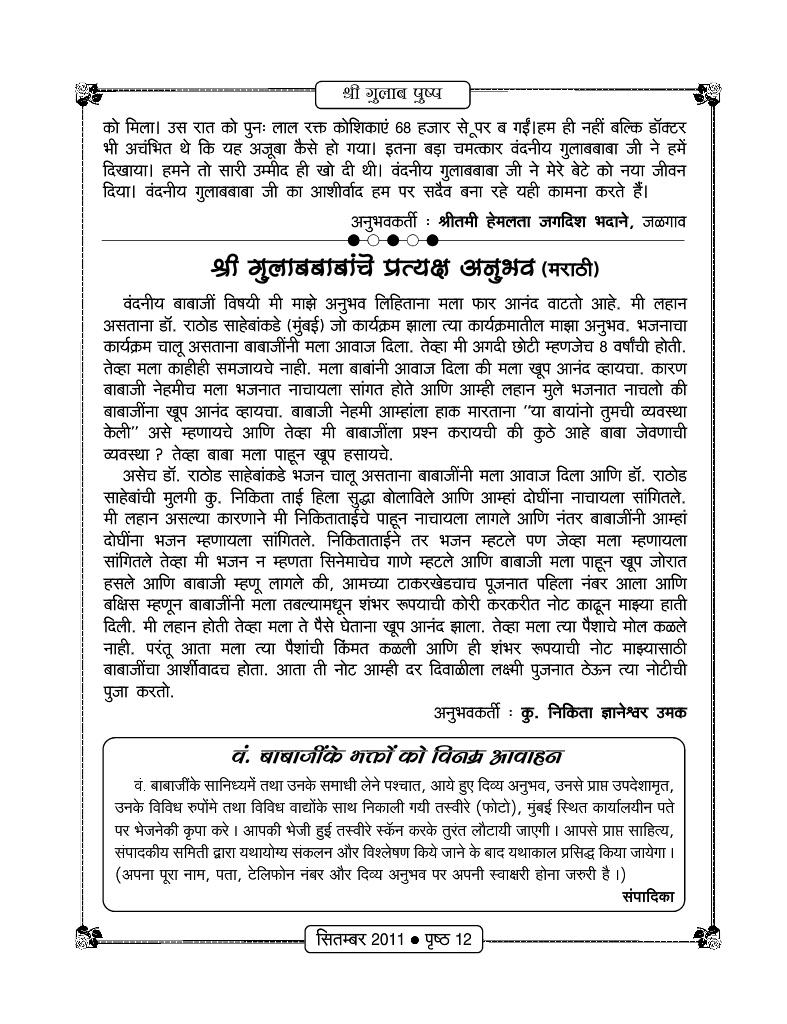 श्री गुलाब पुष्प
को मिला। उस रात को पुनः लाल रक्त कोशिकाएं 68 हजार से ूपर ब गईं।हम ही नहीं बल्कि डॉक्टर
भी अचंभित थे कि यह अजूबा कैसे हो गया। इतना बड़ा चमत्कार वंदनीय गुलाबबाबा जी ने हमें
दिखाया। हमने तो सारी उम्मीद ही खो दी थी। वंदनीय गुलाबबाबा जी ने मेरे बेटे को नया जीवन
दिया। वंदनीय गुलाबबाबा जी का आशीर्वाद हम पर सदैव बना रहे यही कामना करते हैं।
अनुभवकर्ती : श्रीतमी हेमलता जगदिश भदाने, जळगाव
श्री गुलाबबाबांचे प्रत्यक्ष अनुभव (मराठी)
वंदनीय बाबाजीं विषयी मी माझे अनुभव लिहिताना मला फार आनंद वाटतो आहे. मी लहान
असताना डॉ. राठोड साहेबांकडे (मुंबई) जो कार्यक्रम झाला त्या कार्यक्रमातील माझा अनुभव. भजनाचा
कार्यक्रम चालू असताना बाबाजींनी मला आवाज दिला. तेव्हा मी अगदी छोटी म्हणजेच 8 वर्षांची होती.
तेव्हा मला काहीही समजायचे नाही. मला बाबांनी आवाज दिला की मला खूप आनंद व्हायचा. कारण
बाबाजी नेहमीच मला भजनात नाचायला सांगत होते आणि आम्ही लहान मुले भजनात नाचलो की
बाबाजींना खूप आनंद व्हायचा. बाबाजी नेहमी आम्हांला हाक मारताना ''या बायांनो तुमची व्यवस्था
केली'' असे म्हणायचे आणि तेव्हा मी बाबाजींला प्रश्न करायची की कुठे आहे बाबा जेवणाची
व्यवस्था ? तेव्हा बाबा मला पाहून खूप हसायचे.
असेच डॉ. राठोड साहेबांकडे भजन चालू असताना बाबाजींनी मला आवाज दिला आणि डॉ. राठोड
साहेबांची मुलगी कु. निकिता ताई हिला सुद्धा बोलाविले आणि आम्हां दोघींना नाचायला सांगितले.
मी लहान असल्या कारणाने मी निकिताताईचे पाहून नाचायला लागले आणि नंतर बाबाजींनी आम्हां
दोघींना भजन म्हणायला सांगितले. निकिताताईने तर भजन म्हटले पण जेव्हा मला म्हणायला
सांगितले तेव्हा मी भजन न म्हणता सिनेमाचेच गाणे म्हटले आणि बाबाजी मला पाहून खूप जोरात
हसले आणि बाबाजी म्हणू लागले की, आमच्या टाकरखेडचाच पूजनात पहिला नंबर आला आणि
बक्षिस म्हणून बाबाजींनी मला तबल्यामधून शंभर रूपयाची कोरी करकरीत नोट काढून माझ्या हाती
दिली. मी लहान होती तेव्हा मला ते पैसे घेताना खूप आनंद झाला. तेव्हा मला त्या पैशाचे मोल कळले
नाही. परंतू आता मला त्या पैशांची किंमत कळली आणि ही शंभर रूपयाची नोट माझ्यासाठी
बाबाजींचा आर्शीवादच होता. आता ती नोट आम्ही दर दिवाळीला लक्ष्मी पुजनात ठेऊन त्या नोटीची
पुजा करतो.
अनुभवकर्ती : कु. निकिता ज्ञानेश्वर उमक
वं. बाबाजींके भक्तों को विनम्र आवाहन
वं. बाबाजींके सानिध्यमें तथा उनके समाधी लेने पश्चात, आये हुए दिव्य अनुभव, उनसे प्राप्त उपदेशामृत,
उनके विविध रुपोंमे तथा विविध वाद्योंके साथ निकाली गयी तस्वीरे (फोटो), मुंबई स्थित कार्यालयीन पते
पर भेजनेकी कृपा करे । आपकी भेजी हुई तस्वीरे स्कॅन करके तुरंत लौटायी जाएगी । आपसे प्राप्त साहित्य,
संपादकीय समिती द्वारा यथायोग्य संकलन और विश्लेषण किये जाने के बाद यथाकाल प्रसिद्ध किया जायेगा ।
(अपना पूरा नाम, पता, टेलिफोन नंबर और दिव्य अनुभव पर अपनी स्वाक्षरी होना जरुरी है ।)
संपादिका
सितम्बर 2011 ● पृष्ठ 12